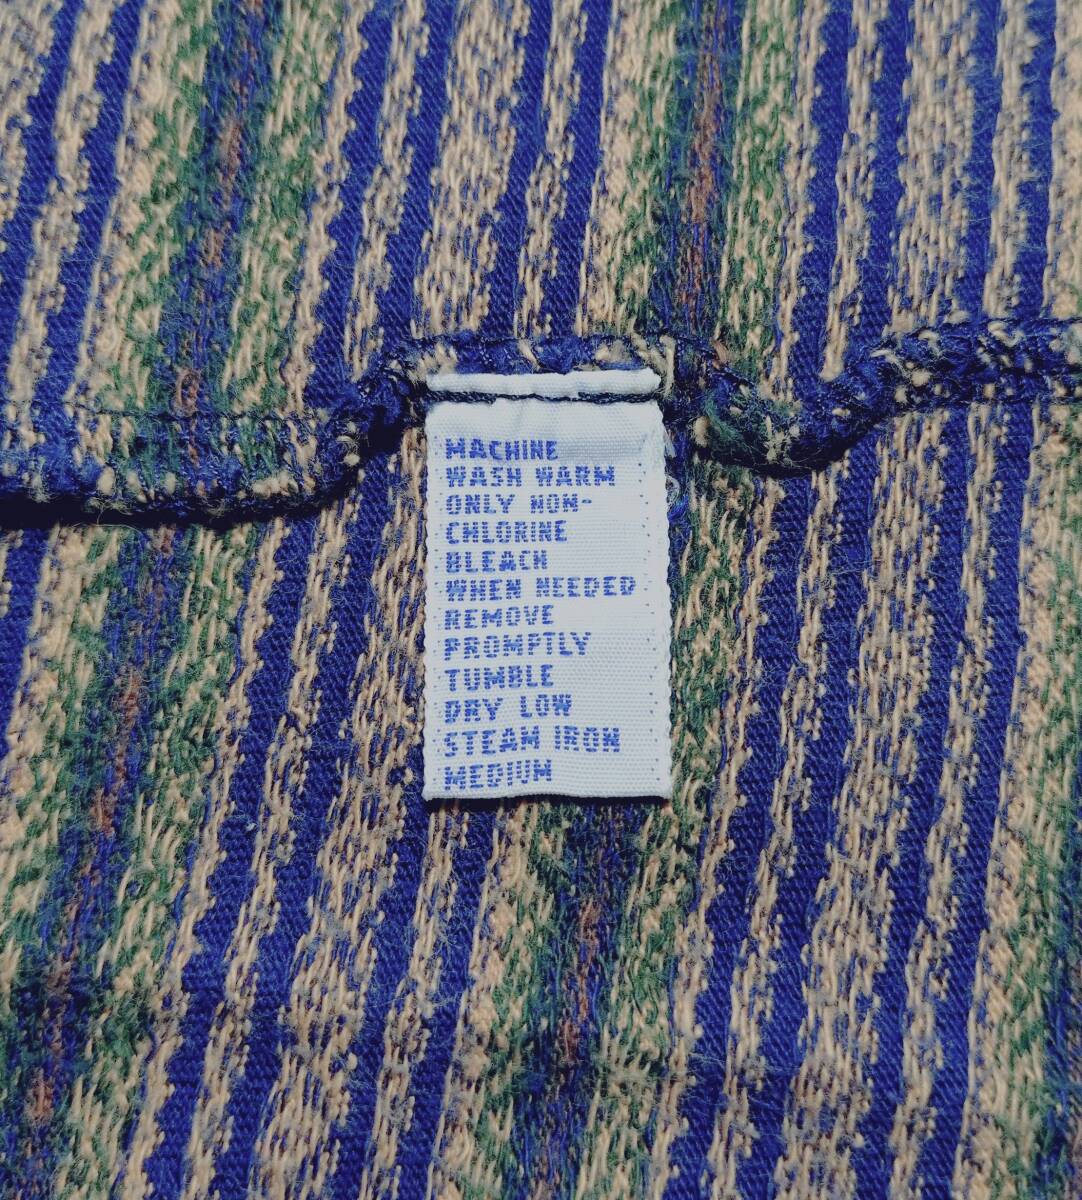 MACHINE
WASH WARM
ONLY NON-
CHLORINE
BLEACH
WHEN NEEDED
REMOVE
PROMPTLY
TUMBLE
DRY LOW
STEAM IRON
MEDIUM